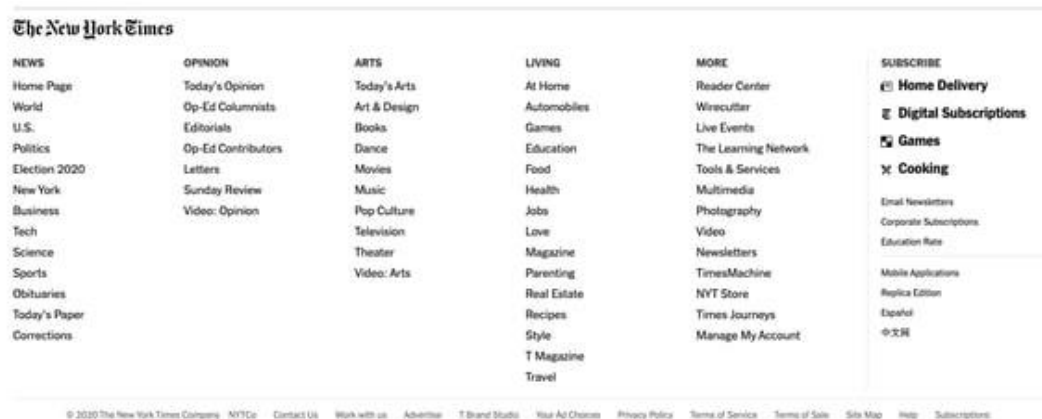 The New York Times
NEWS
Home Page
World
U.S.
Politics
Election 2020
New York
Business
Tech
Science
Sports
Obituaries
Today's Paper
Corrections
OPINION
Today's Opinion
Op-Ed Columnists
Editorials
Op-Ed Contributors
Letters
Sunday Review
Video: Opinion
ARTS
Today's Arts
Art & Design
Books
Dance
Movies
Music
Pop Culture
Television
Theater
Video: Arts
LIVING
At Home
Automobiles
Games
Education
Food
Health
Jobs
Love
Magazine
Parenting
Real Estate
Recipes
Style
T Magazine
Travel
MORE
Reader Center
Wirecutter
Live Events
The Learning Network
Tools & Services
Multimedia
Photography
Video
Newsletters
TimesMachine
NYT Store
Times Journeys
Manage My Account
SUBSCRIBE
Home Delivery
Digital Subscriptions
Games
Cooking
Email Newsletters
Corporate Subscriptions
Education Rate
Mobile Applications
Replica Edition
Español
中文网
© 2020 The New York Times Company NYTCo Contact Us Work with us Advertise T Brand Studio Your Ad Choices Privacy Policy Terms of Service Terms of Sale Site Map Help Subscriptions